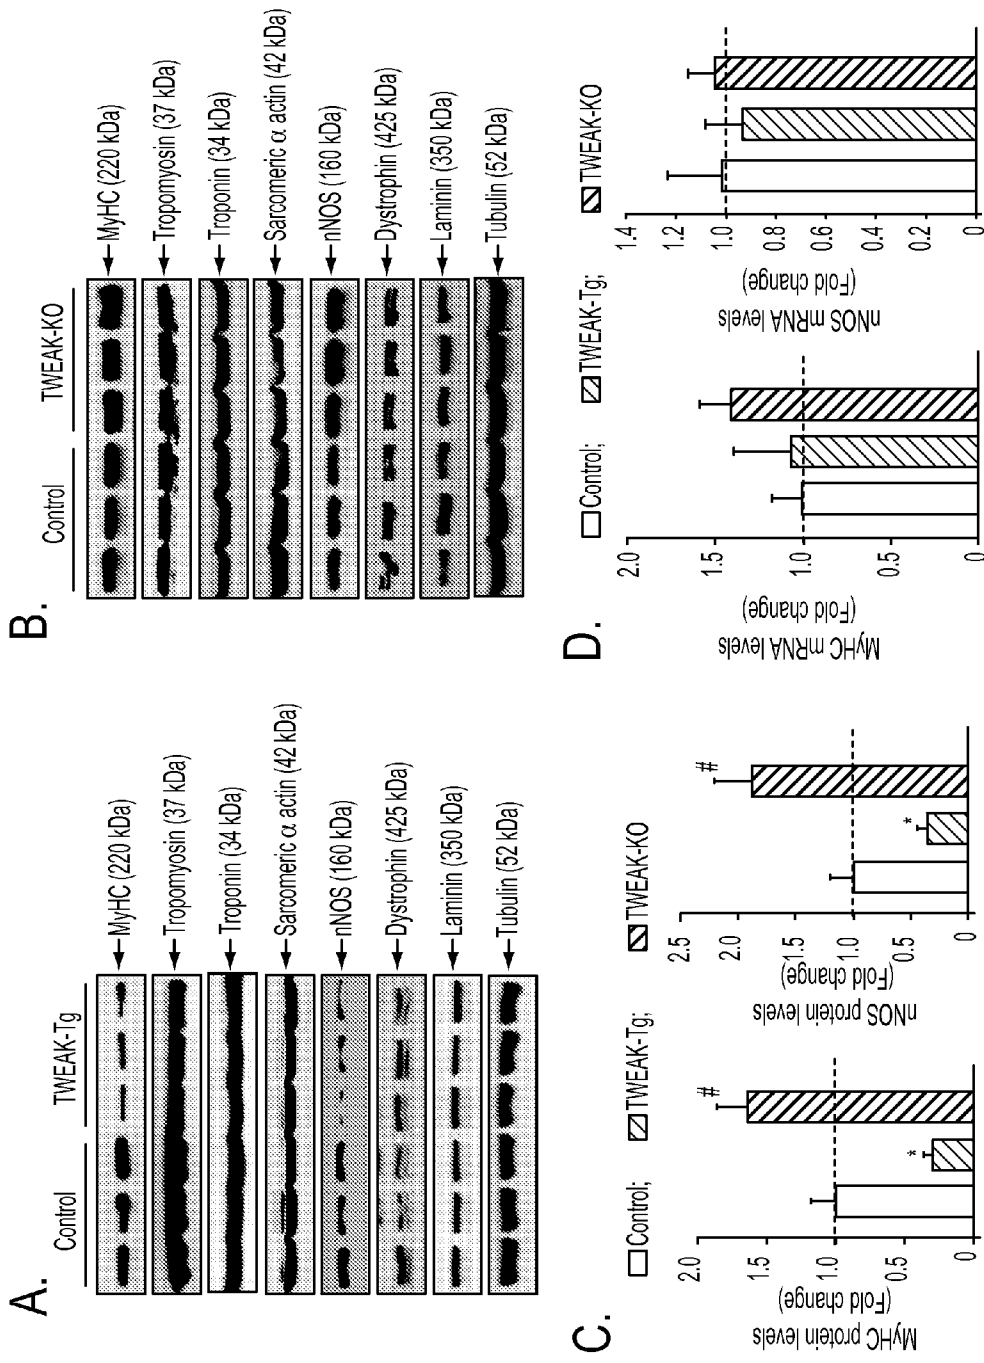 A.
Control TWEAK-Tg
MyHC (220 kDa)
Tropomyosin (37 kDa)
Troponin (34 kDa)
Sarcomeric α actin (42 kDa)
nNOS (160 kDa)
Dystrophin (425 kDa)
Laminin (350 kDa)
Tubulin (52 kDa)
B.
Control TWEAK-KO
MyHC (220 kDa)
Tropomyosin (37 kDa)
Troponin (34 kDa)
Sarcomeric α actin (42 kDa)
nNOS (160 kDa)
Dystrophin (425 kDa)
Laminin (350 kDa)
Tubulin (52 kDa)
C.
Control; TWEAK-Tg; TWEAK-KO
MyHC protein levels
(Fold change)
2.0
1.5
1.0
0.5
0
*
#
nNOS protein levels
(Fold change)
2.5
2.0
1.5
1.0
0.5
0
*
#
D.
Control; TWEAK-Tg; TWEAK-KO
MyHC mRNA levels
(Fold change)
2.0
1.5
1.0
0.5
0
nNOS mRNA levels
(Fold change)
1.4
1.2
1.0
0.8
0.6
0.4
0.2
0